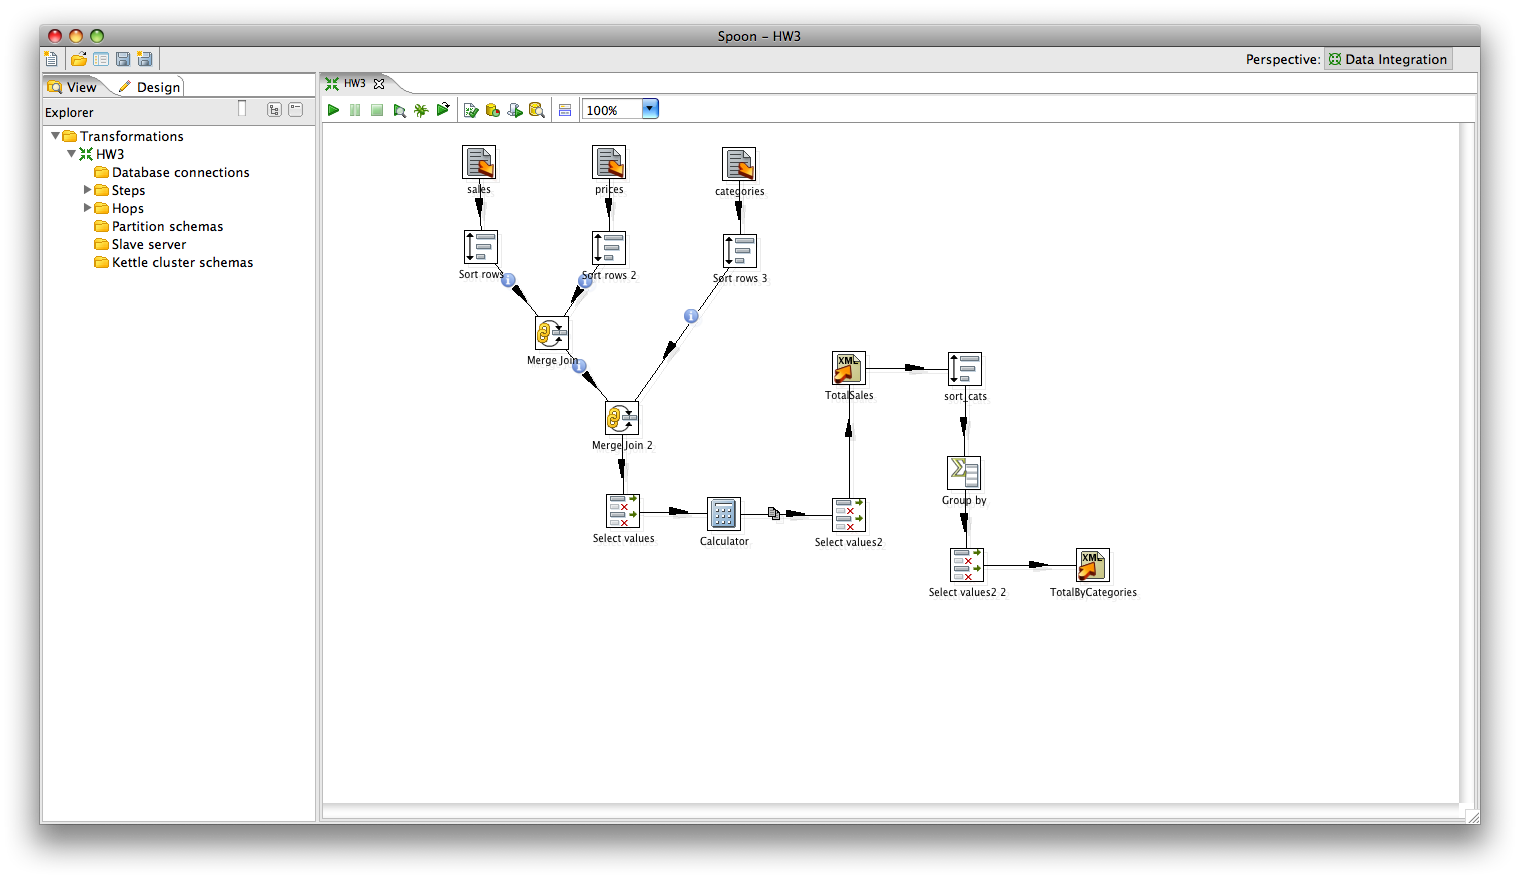 Spoon – HW3
Perspective: Data Integration
View Design
HW3
Explorer
100%
Transformations
HW3
Database connections
Steps
Hops
Partition schemas
Slave server
Kettle cluster schemas
sales
prices
categories
Sort rows
Sort rows 2
Sort rows 3
Merge Join
XML
TotalSales
sort_cats
Merge Join 2
Group by
Select values
Calculator
Select values2
XML
Select values2 2
TotalByCategories